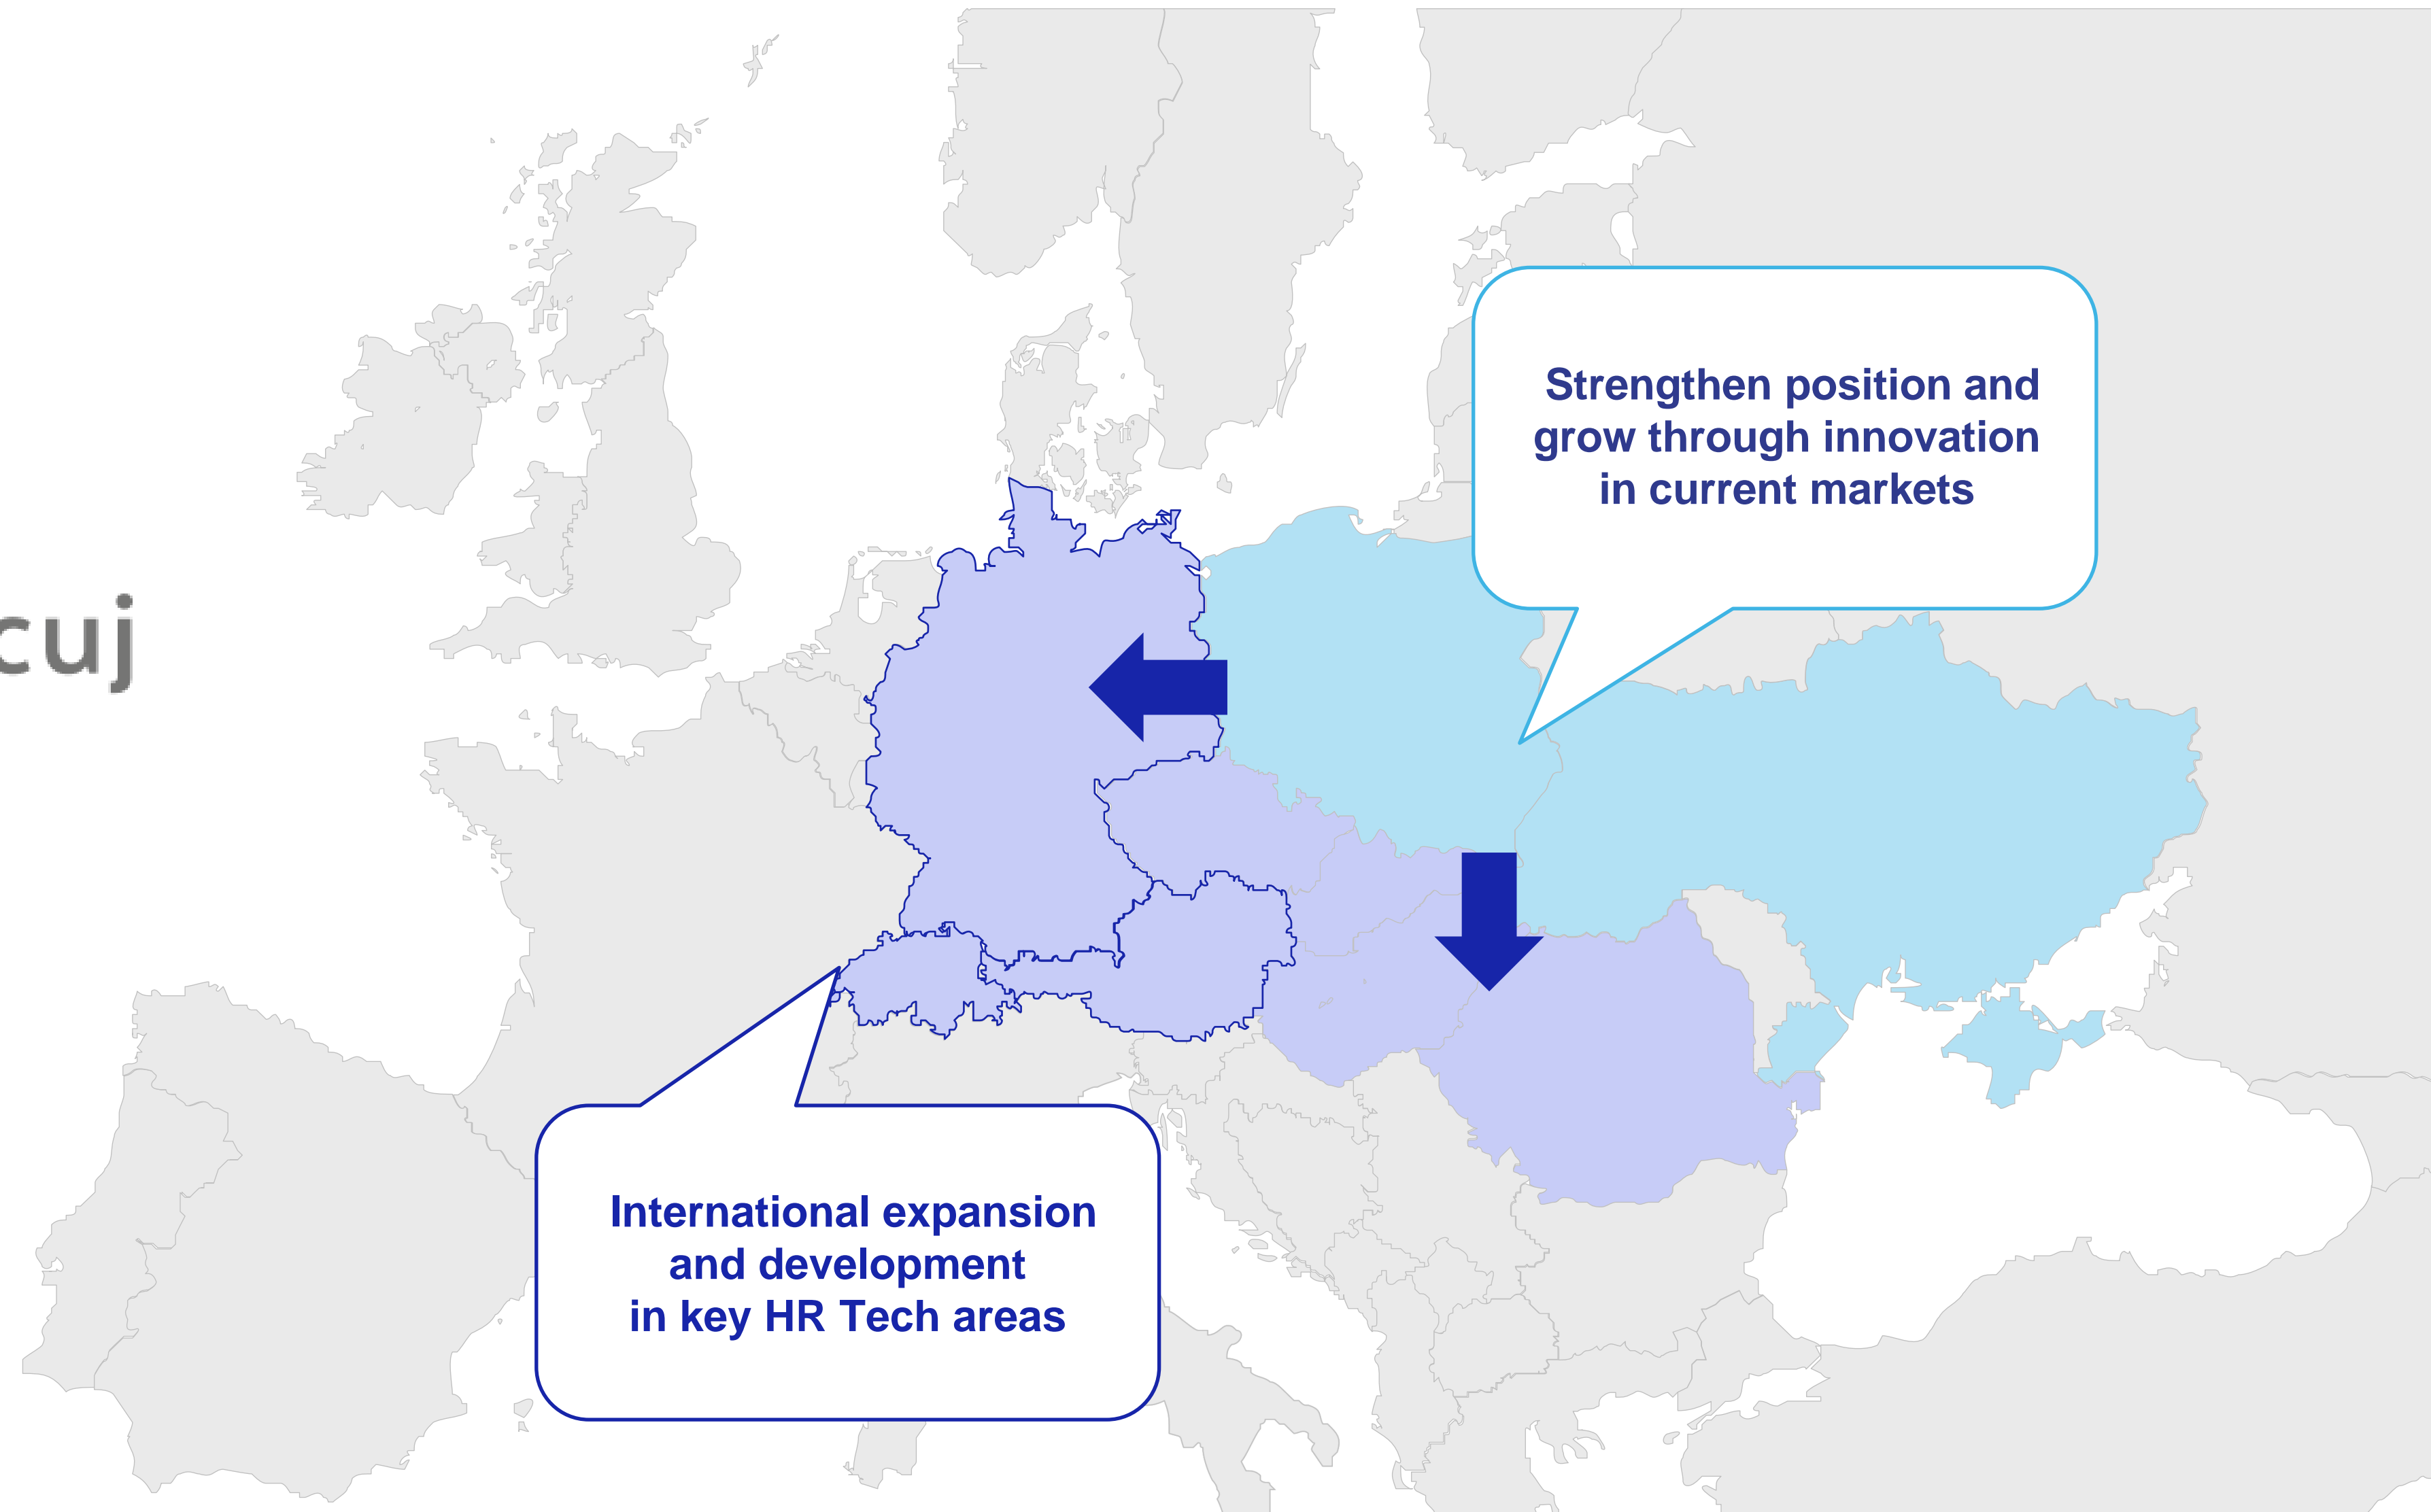 cuj
Strengthen position and
grow through innovation
in current markets
International expansion
and development
in key HR Tech areas